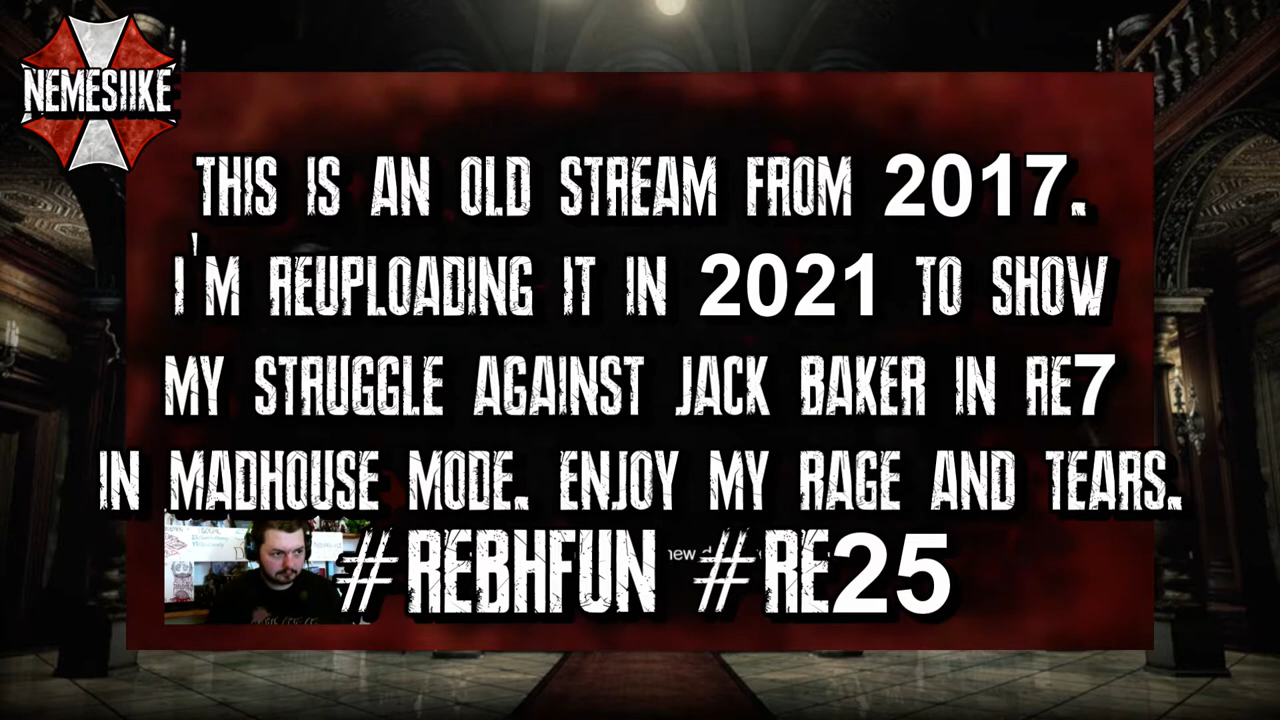 NEMESIIKE
THIS IS AN OLD STREAM FROM 2017.
I'M REUPLOADING IT IN 2021 TO SHOW
MY STRUGGLE AGAINST JACK BAKER IN RE7
IN MADHOUSE MODE. ENJOY MY RAGE AND TEARS.
#REBHFUN #RE25
new